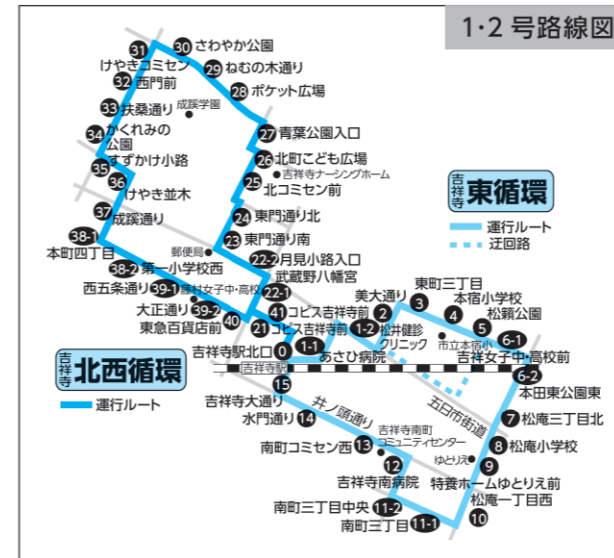 1・2 号路線図
31
けやきコミセン
30 さわやか公園
29 ねむの木通り
28 ポケット広場
32 西門前
33 扶桑通り
成蹊学園
34 かくれみの
公園
27 青葉公園入口
26 北町こども広場
吉祥寺ナーシングホーム
25 北コミセン前
35 すずかけ小路
36 けやき並木
37 成蹊通り
24 東門通り北
23 東門通り南
郵便局
38-1
本町四丁目
38-2 第一小学校西
22-2 月見小路入口
武蔵野八幡宮
22-1
西五条通り 39-1
藤村女子中・高校
大正通り 39-2
東急百貨店前 40
41 コピス吉祥寺前
21 コピス吉祥寺前
吉祥寺 東循環
運行ルート
迂回路
美大通り 2
3 東町三丁目
4 本宿小学校
5 松籟公園
1-2 松井健診
クリニック
市立本宿小
6-1
吉祥女子中・高校前
吉祥寺駅北口 0
1-1
あさひ病院
吉祥寺駅
6-2
本田東公園東
吉祥寺 北西循環
運行ルート
15
吉祥寺大通り
水門通り 14
井ノ頭通り
五日市街道
7 松庵三丁目北
吉祥寺南町
コミュニティセンター
南町コミセン西 13
8 松庵小学校
ゆとりえ
12
吉祥寺南病院
9
特養ホームゆとりえ前
松庵一丁目西
10
南町三丁目中央 11-2
南町三丁目 11-1